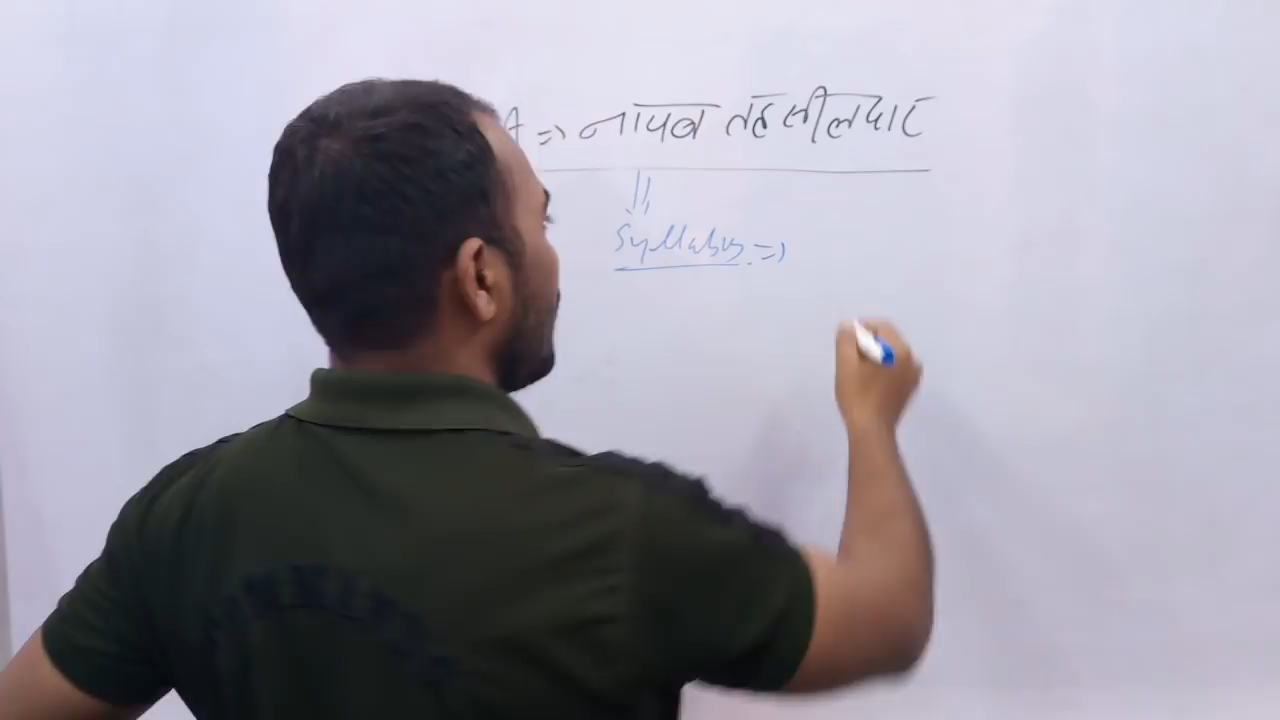 A => नायब तहसीलदार
Syllabus. =>